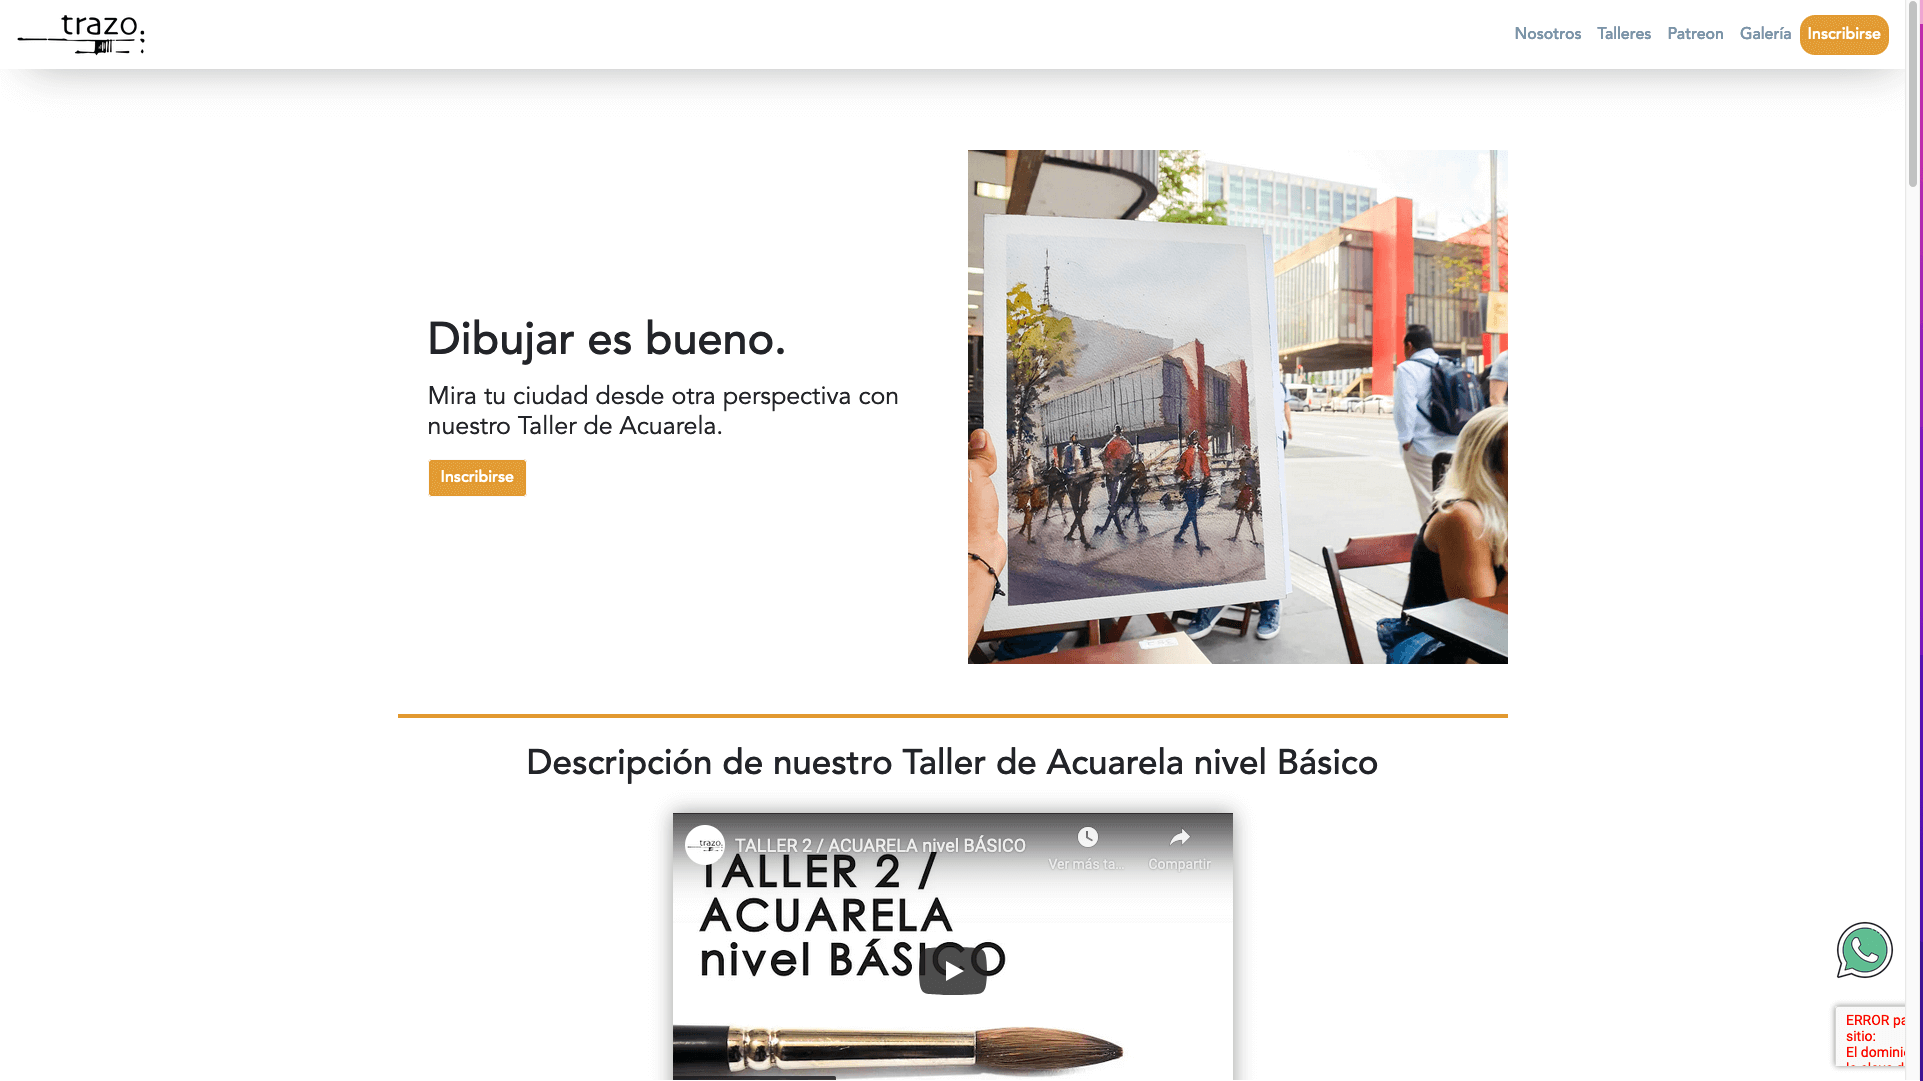 trazo.
Nosotros Talleres Patreon Galería Inscribirse
Dibujar es bueno.
Mira tu ciudad desde otra perspectiva con
nuestro Taller de Acuarela.
Inscribirse
Descripción de nuestro Taller de Acuarela nivel Básico
trazo.
TALLER 2 / ACUARELA nivel BÁSICO
Ver más ta...
Compartir
TALLER 2 /
ACUARELA
nivel BÁSICO
ERROR pa
sitio:
El domini